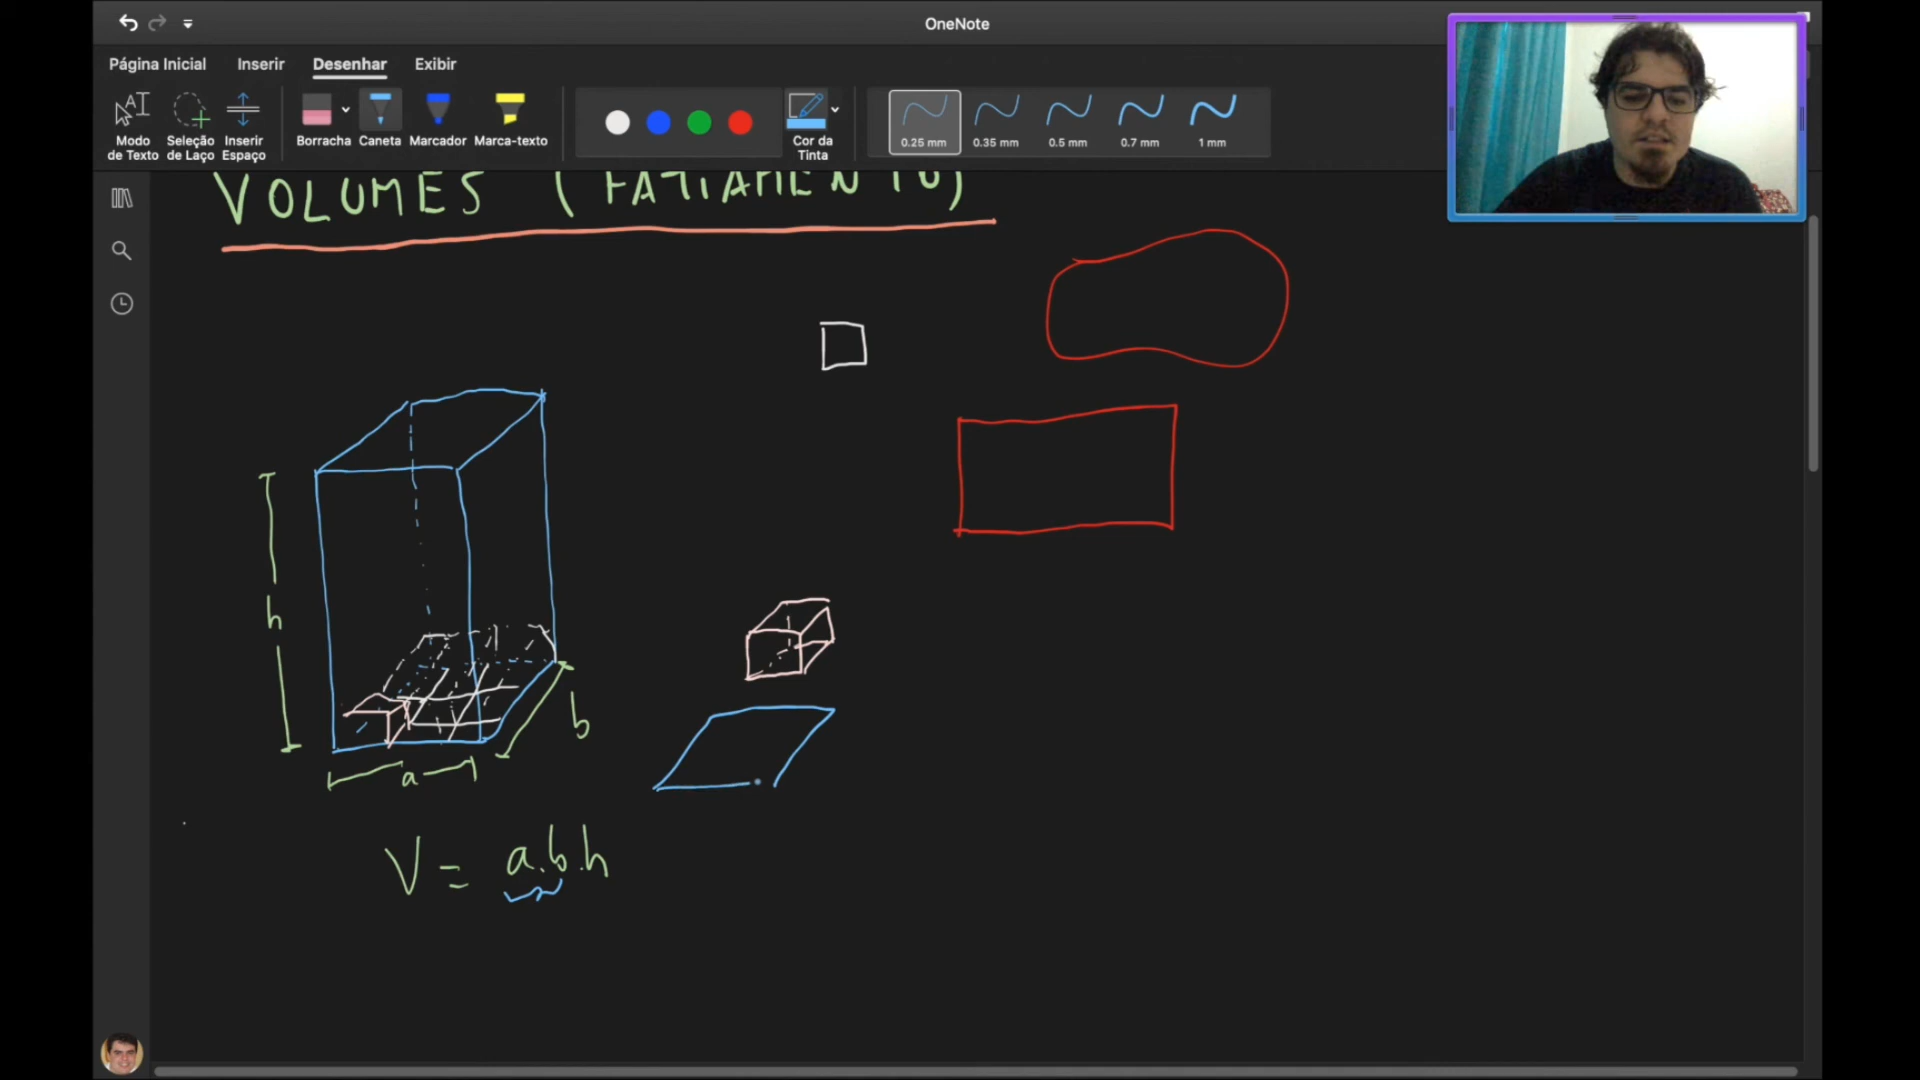 OneNote
Página Inicial Inserir Desenhar Exibir
Modo de Texto
Seleção de Laço
Inserir Espaço
Borracha
Caneta
Marcador
Marca-texto
Cor da Tinta
0.25 mm
0.35 mm
0.5 mm
0.7 mm
1 mm
VOLUMES (FATIAMENTO)
h
b
a
V = a.b.h